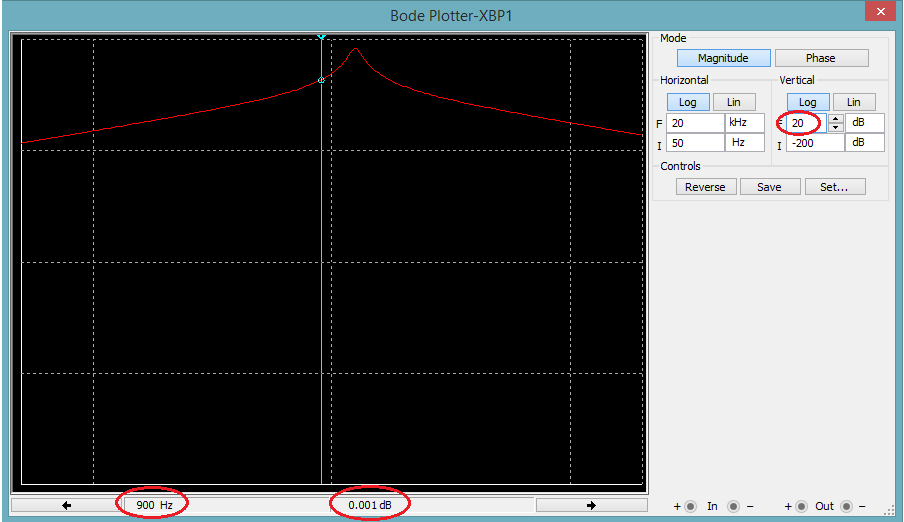 Bode Plotter-XBP1
×
Mode
Magnitude Phase
Horizontal Vertical
Log Lin Log Lin
F 20 kHz F 20 dB
I 50 Hz I -200 dB
Controls
Reverse Save Set...
900 Hz 0.001 dB + In − + Out −